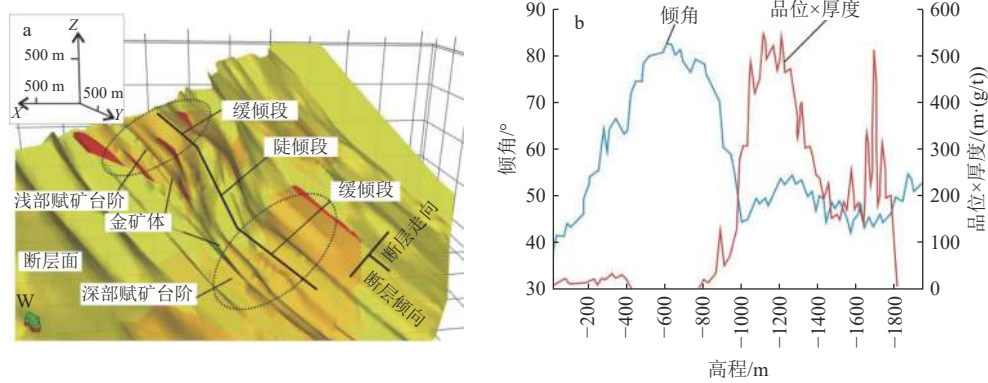 a
Z
500 m
500 m
500 m
X
Y
缓倾段
陡倾段
缓倾段
浅部赋矿台阶
金矿体
断层面
深部赋矿台阶
断层走向
断层倾向
W
b
倾角
品位×厚度
90
80
70
60
50
40
30
倾角/°
600
500
400
300
200
100
0
品位×厚度/(m·(g/t))
−200
−400
−600
−800
−1000
−1200
−1400
−1600
−1800
高程/m